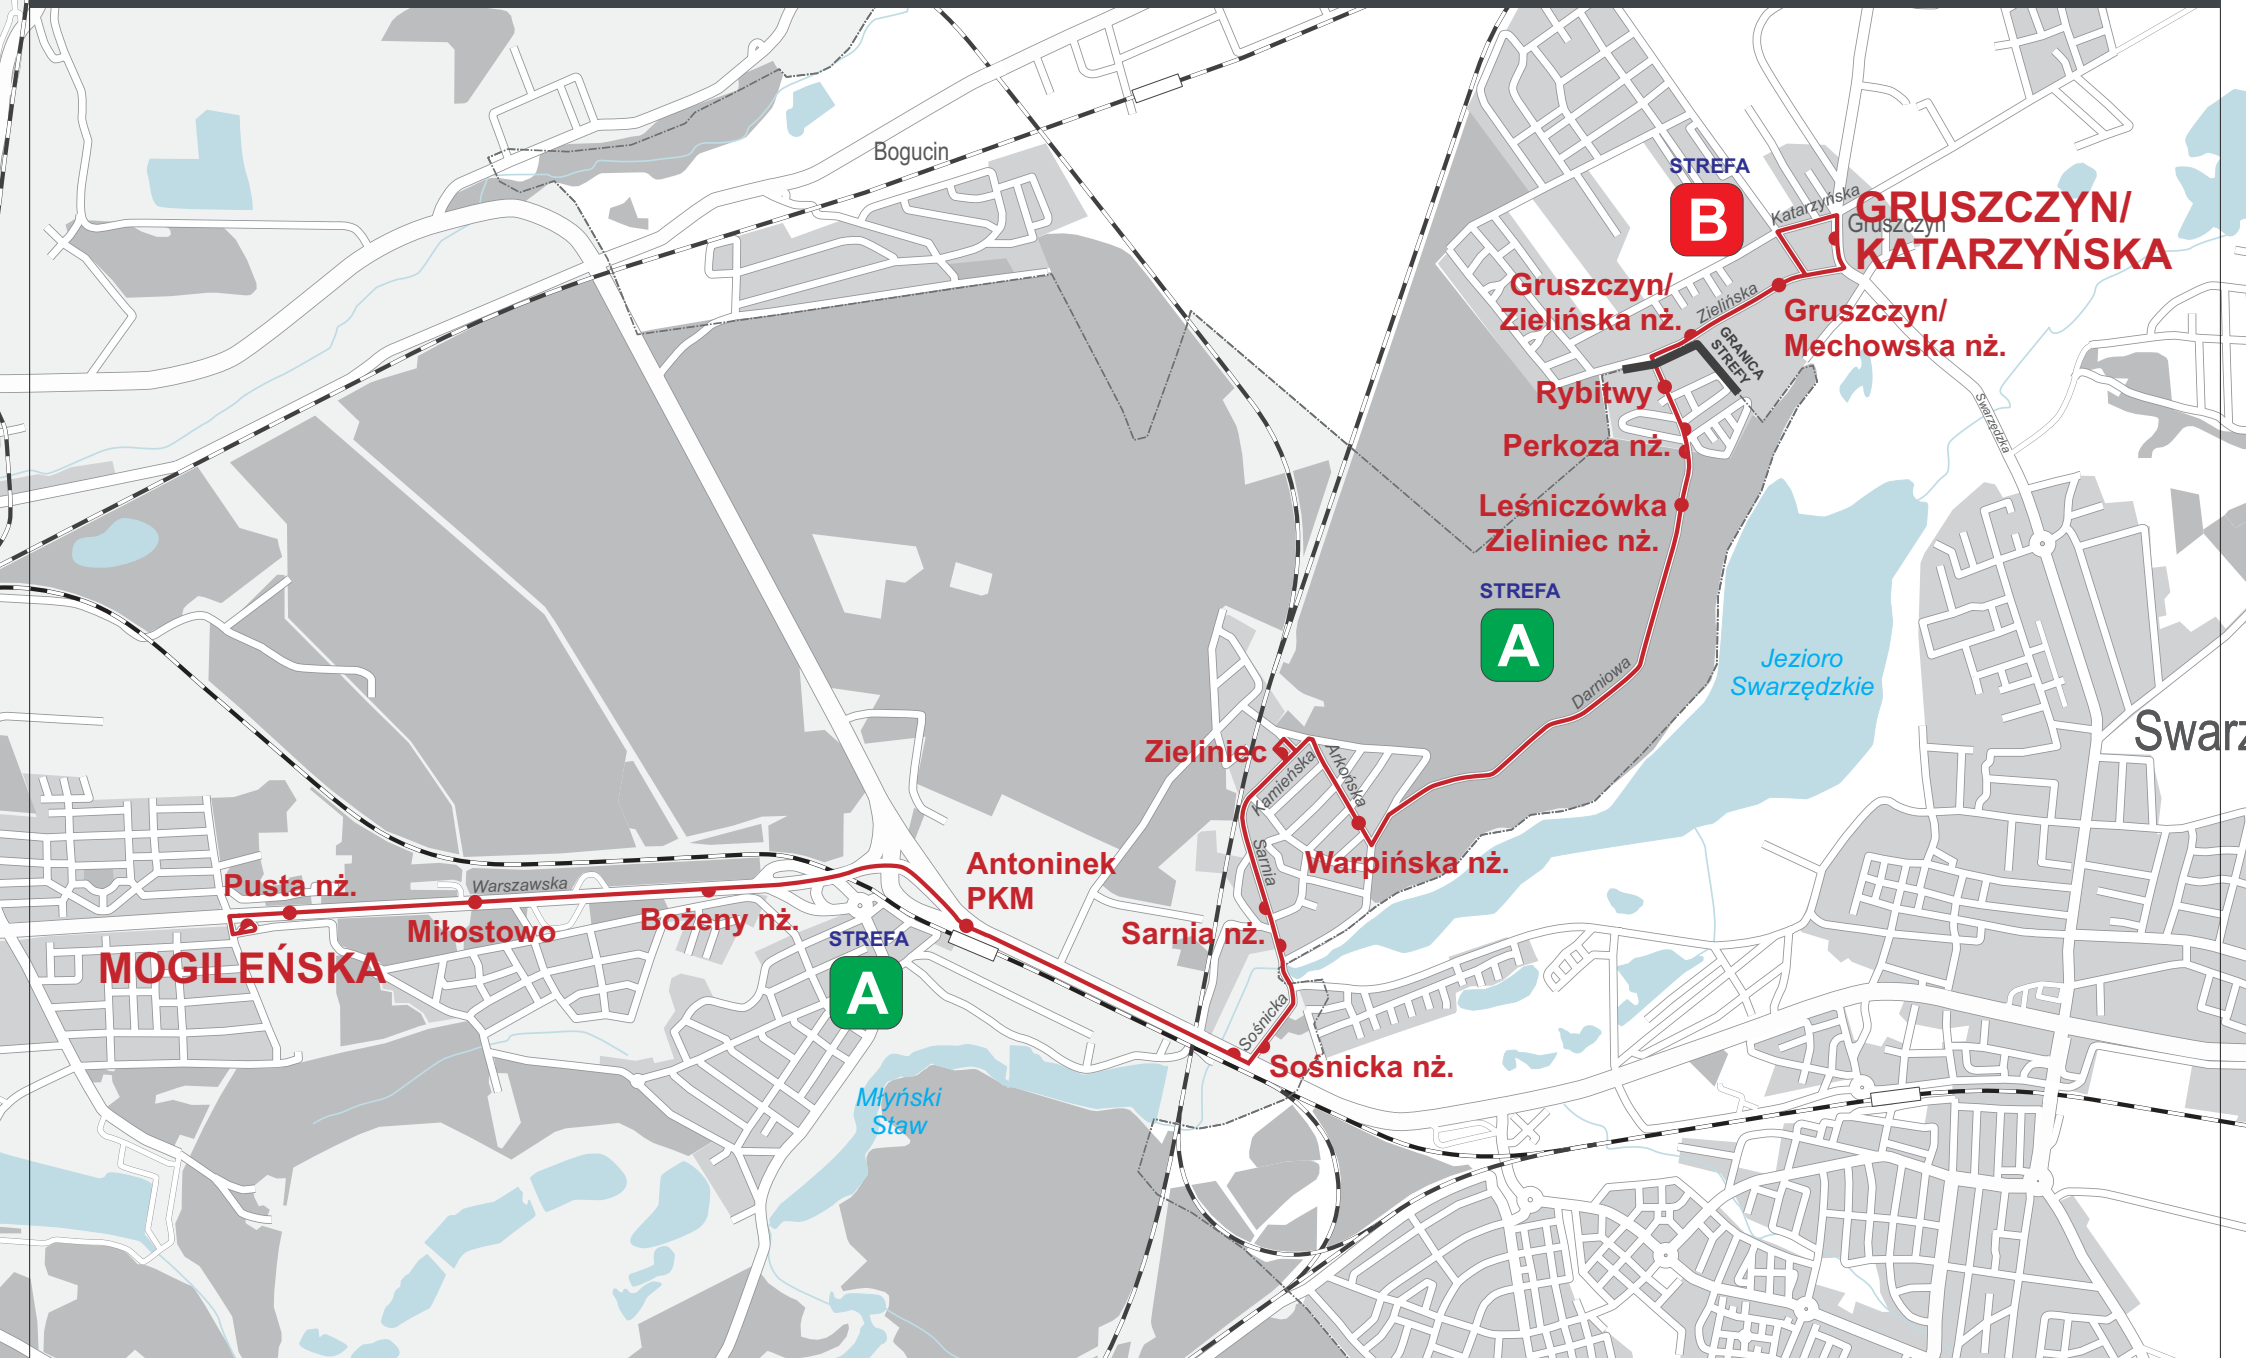 Bogucin
STREFA
B
Katarzyńska
GRUSZCZYN/
KATARZYŃSKA
Gruszczyn
Gruszczyn/
Zielińska nż.
Zielińska
Gruszczyn/
Mechowska nż.
GRANICA
STREFY
Rybitwy
Perkoza nż.
Swarzędzka
Leśniczówka
Zieliniec nż.
STREFA
A
Darniowa
Jezioro
Swarzędzkie
Swarz
Zieliniec
Kamieńska
Arkońska
Warpińska nż.
Sarnia
Sarnia nż.
Antoninek
PKM
Warszawska
Pusta nż.
Miłostowo
Bożeny nż.
MOGILEŃSKA
STREFA
A
Sośnicka
Sośnicka nż.
Młyński
Staw